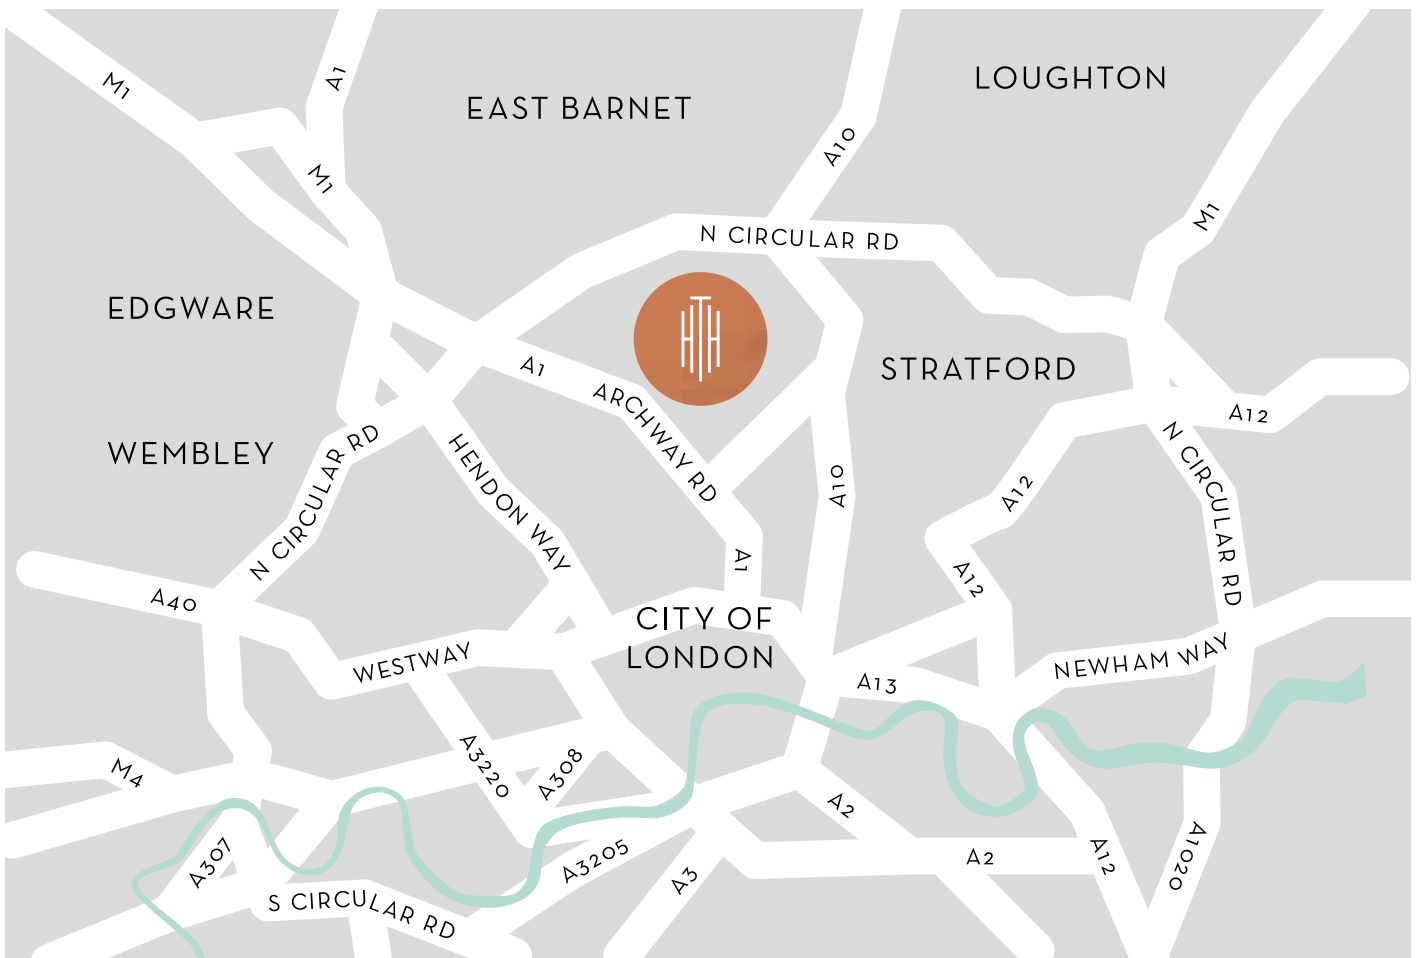 M1
A1
EAST BARNET
LOUGHTON
A10
M1
M1
N CIRCULAR RD
EDGWARE
HTH
A1
STRATFORD
ARCHWAY RD
A12
WEMBLEY
N CIRCULAR RD
HENDON WAY
N CIRCULAR RD
A10
A12
A1
A12
A40
CITY OF
LONDON
WESTWAY
NEWHAM WAY
A13
M4
A3220
A308
A2
A307
A3205
A3
A2
A12
A1020
S CIRCULAR RD